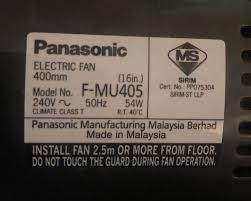 Panasonic
ELECTRIC FAN
400mm (16in.)
Model No. F-MU405
240V ~ 50Hz 54W
CLIMATE CLASS T R.T. 40°C
MS
SIRIM
Cert. No.: PP075304
SIRIM-ST LLP
Panasonic Manufacturing Malaysia Berhad
Made in Malaysia
INSTALL FAN 2.5m OR MORE FROM FLOOR.
DO NOT TOUCH THE GUARD DURING FAN OPERATION.